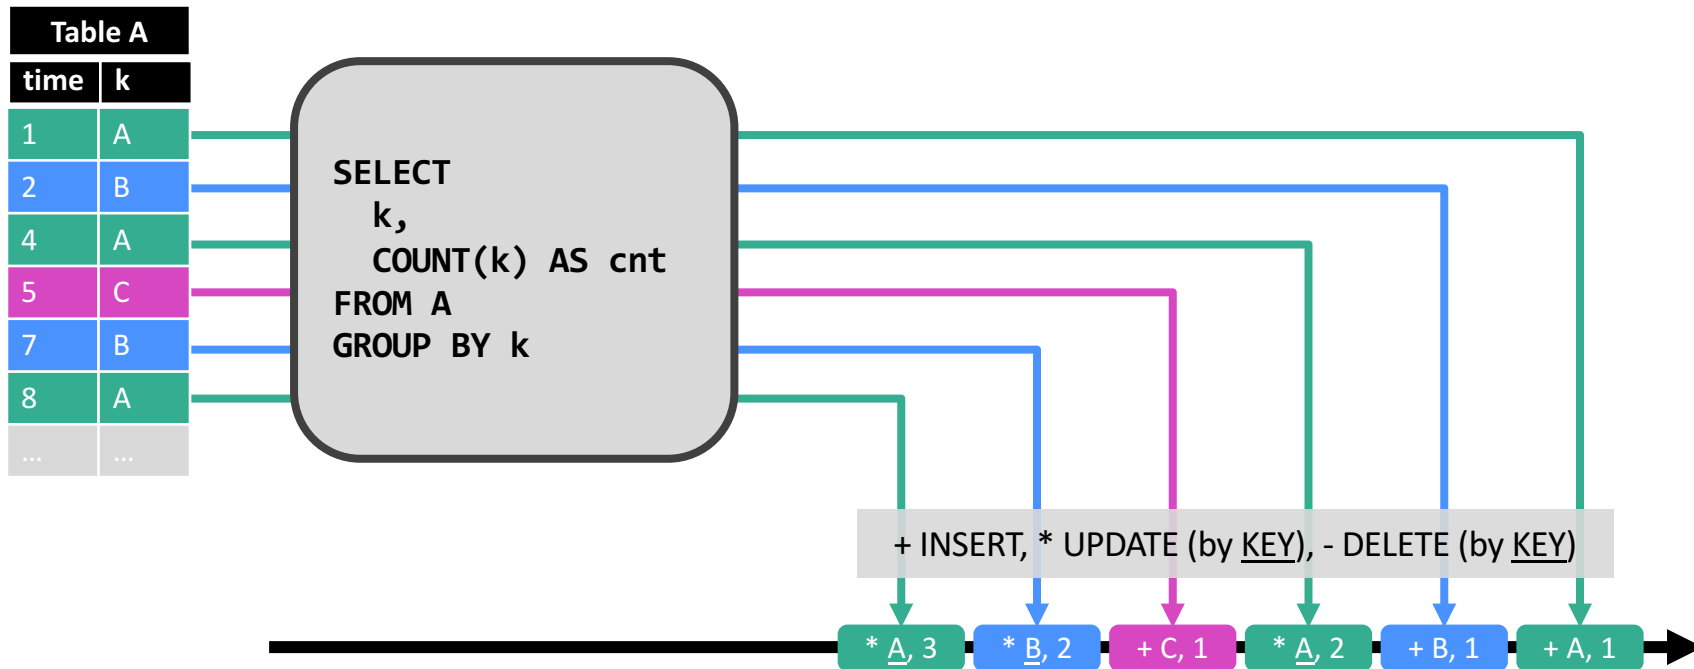 Table A
time k
1 A
2 B
4 A
5 C
7 B
8 A
... ...
SELECT
k,
COUNT(k) AS cnt
FROM A
GROUP BY k
+ INSERT, * UPDATE (by KEY), - DELETE (by KEY)
* A, 3 * B, 2 + C, 1 * A, 2 + B, 1 + A, 1